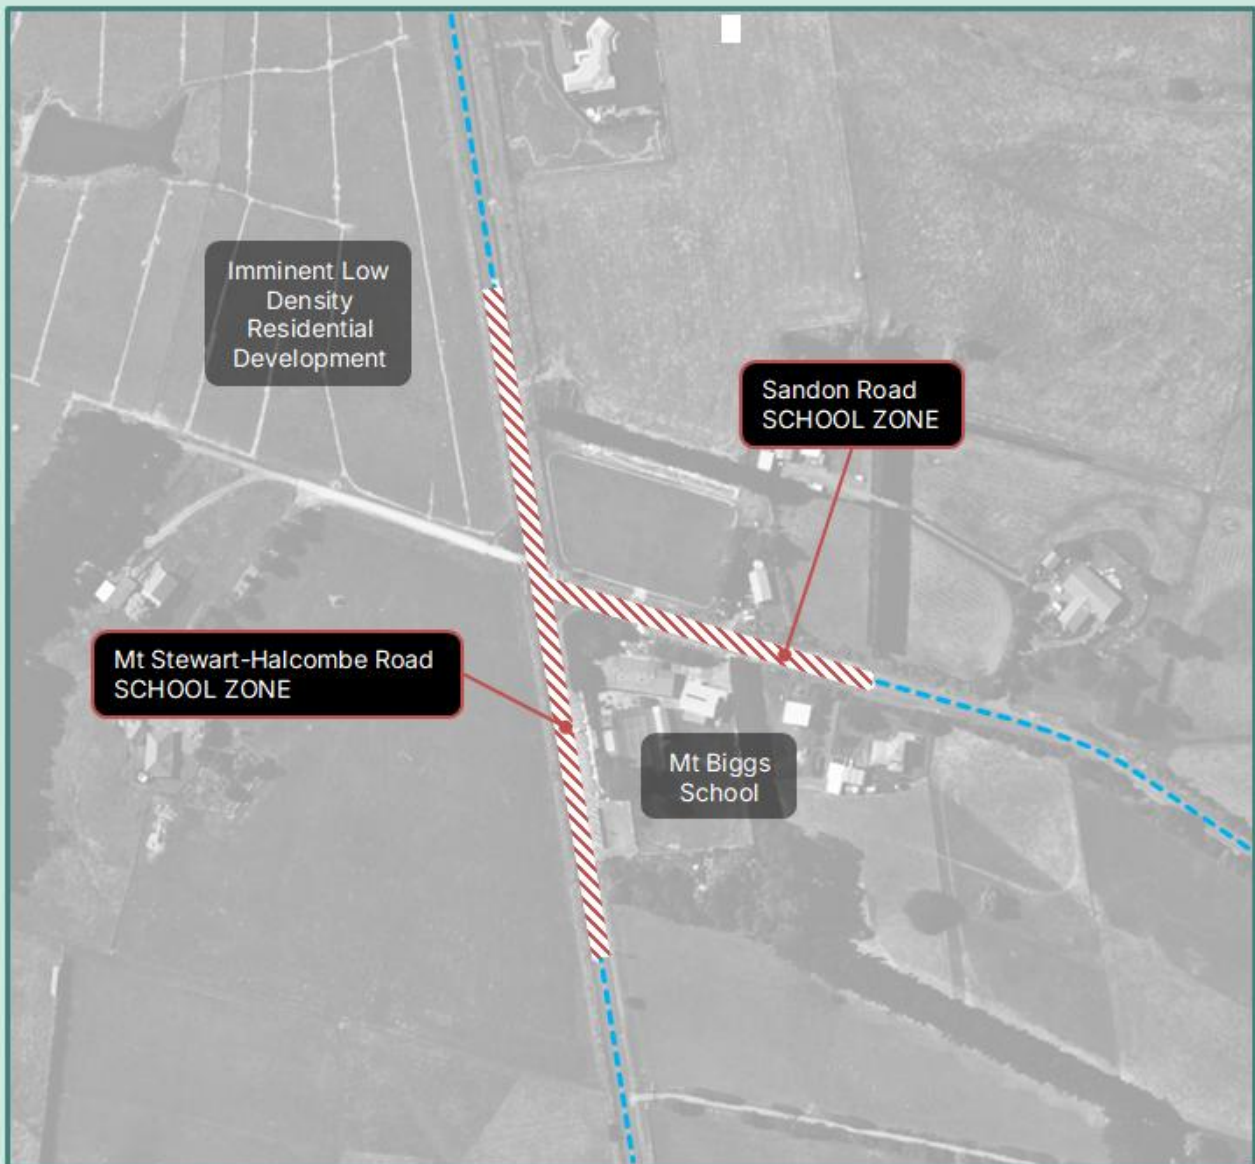 Imminent Low
Density
Residential
Development
Sandon Road
SCHOOL ZONE
Mt Stewart-Halcombe Road
SCHOOL ZONE
Mt Biggs
School